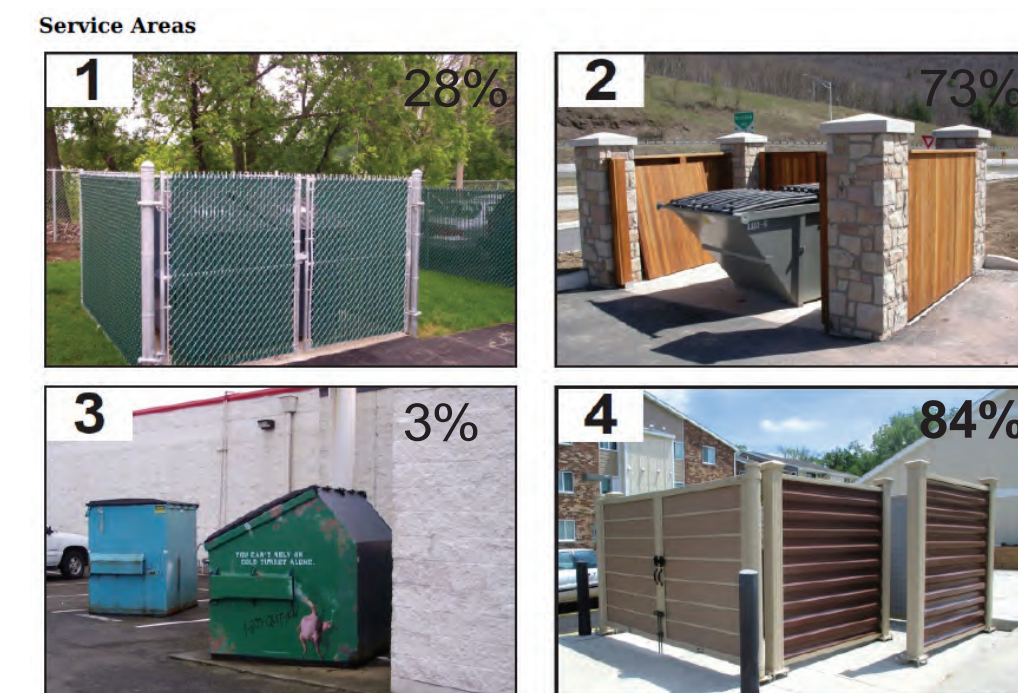 Service Areas
1
28%
2
73%
3
3%
YOU CAN'T RELY ON
COLD TURKEY ALONE.
4
84%